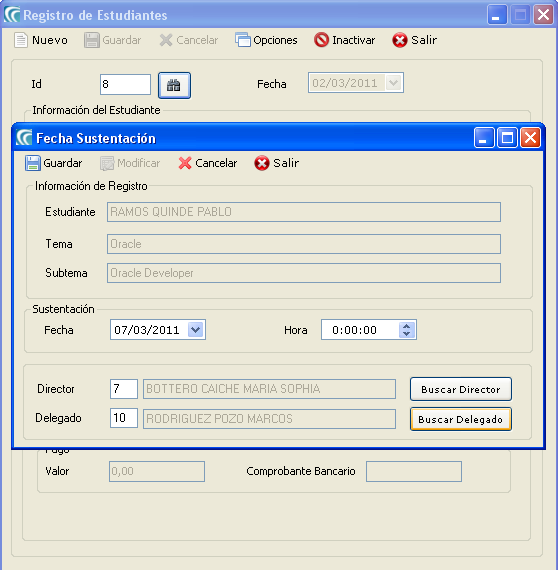 Registro de Estudiantes
Nuevo Guardar Cancelar Opciones Inactivar Salir
Id 8 Fecha 02/03/2011
Información del Estudiante
Fecha Sustentación
Guardar Modificar Cancelar Salir
Información de Registro
Estudiante RAMOS QUINDE PABLO
Tema Oracle
Subtema Oracle Developer
Sustentación
Fecha 07/03/2011 Hora 0:00:00
Director 7 BOTTERO CAICHE MARIA SOPHIA Buscar Director
Delegado 10 RODRIGUEZ POZO MARCOS Buscar Delegado
Pago
Valor 0,00 Comprobante Bancario